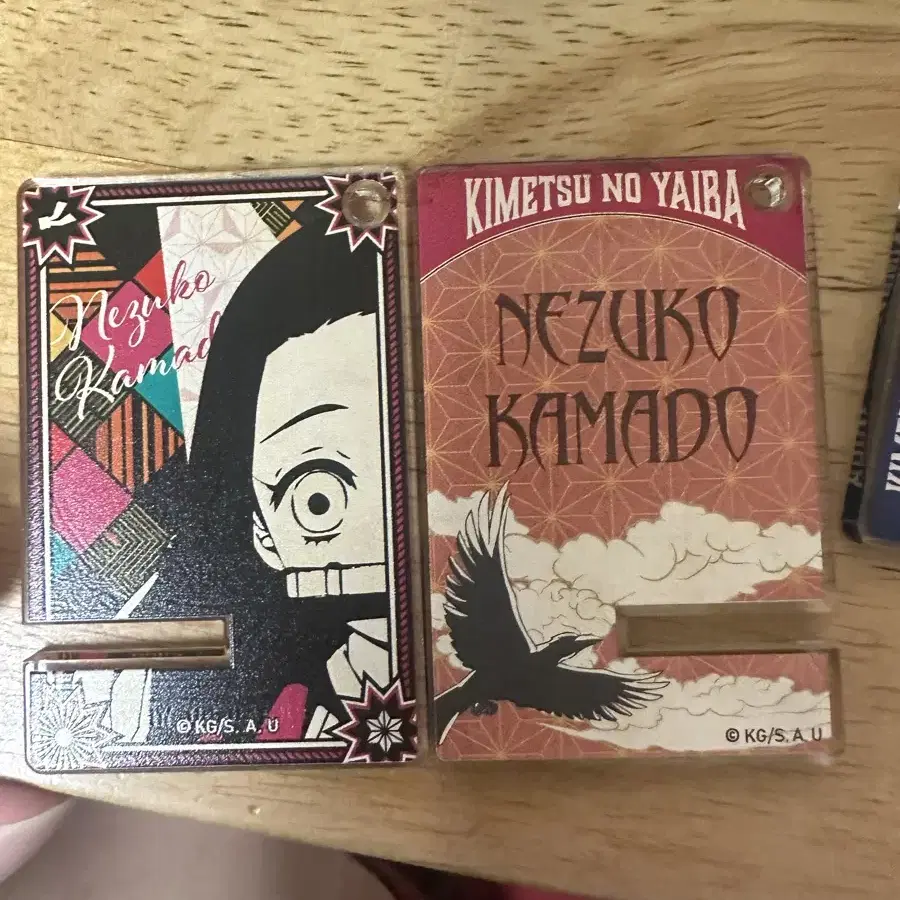 Nezuko
Kamad
© KG/S. A. U
KIMETSU NO YAIBA
NEZUKO
KAMADO
© KG/S. A. U